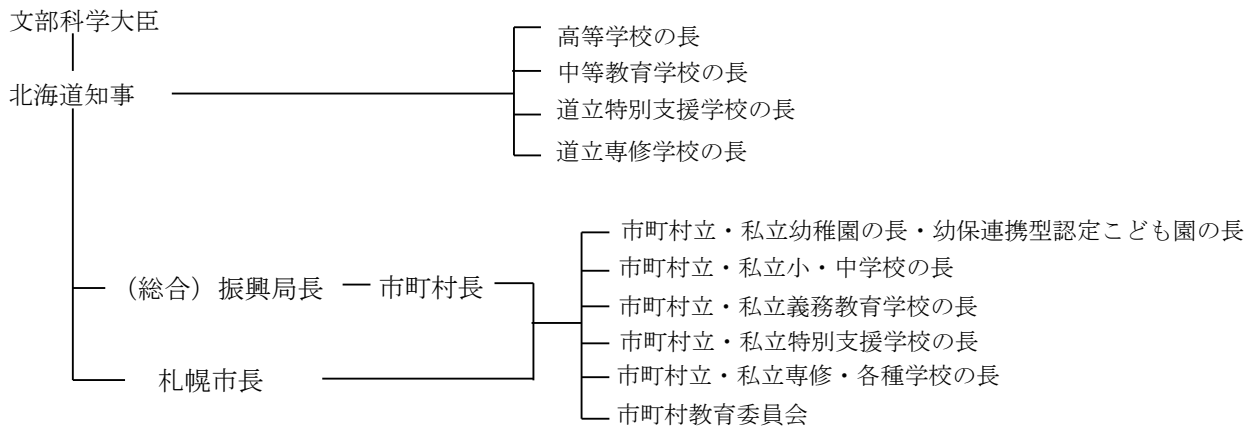 文部科学大臣
北海道知事
高等学校の長
中等教育学校の長
道立特別支援学校の長
道立専修学校の長
（総合）振興局長
市町村長
札幌市長
市町村立・私立幼稚園の長・幼保連携型認定こども園の長
市町村立・私立小・中学校の長
市町村立・私立義務教育学校の長
市町村立・私立特別支援学校の長
市町村立・私立専修・各種学校の長
市町村教育委員会